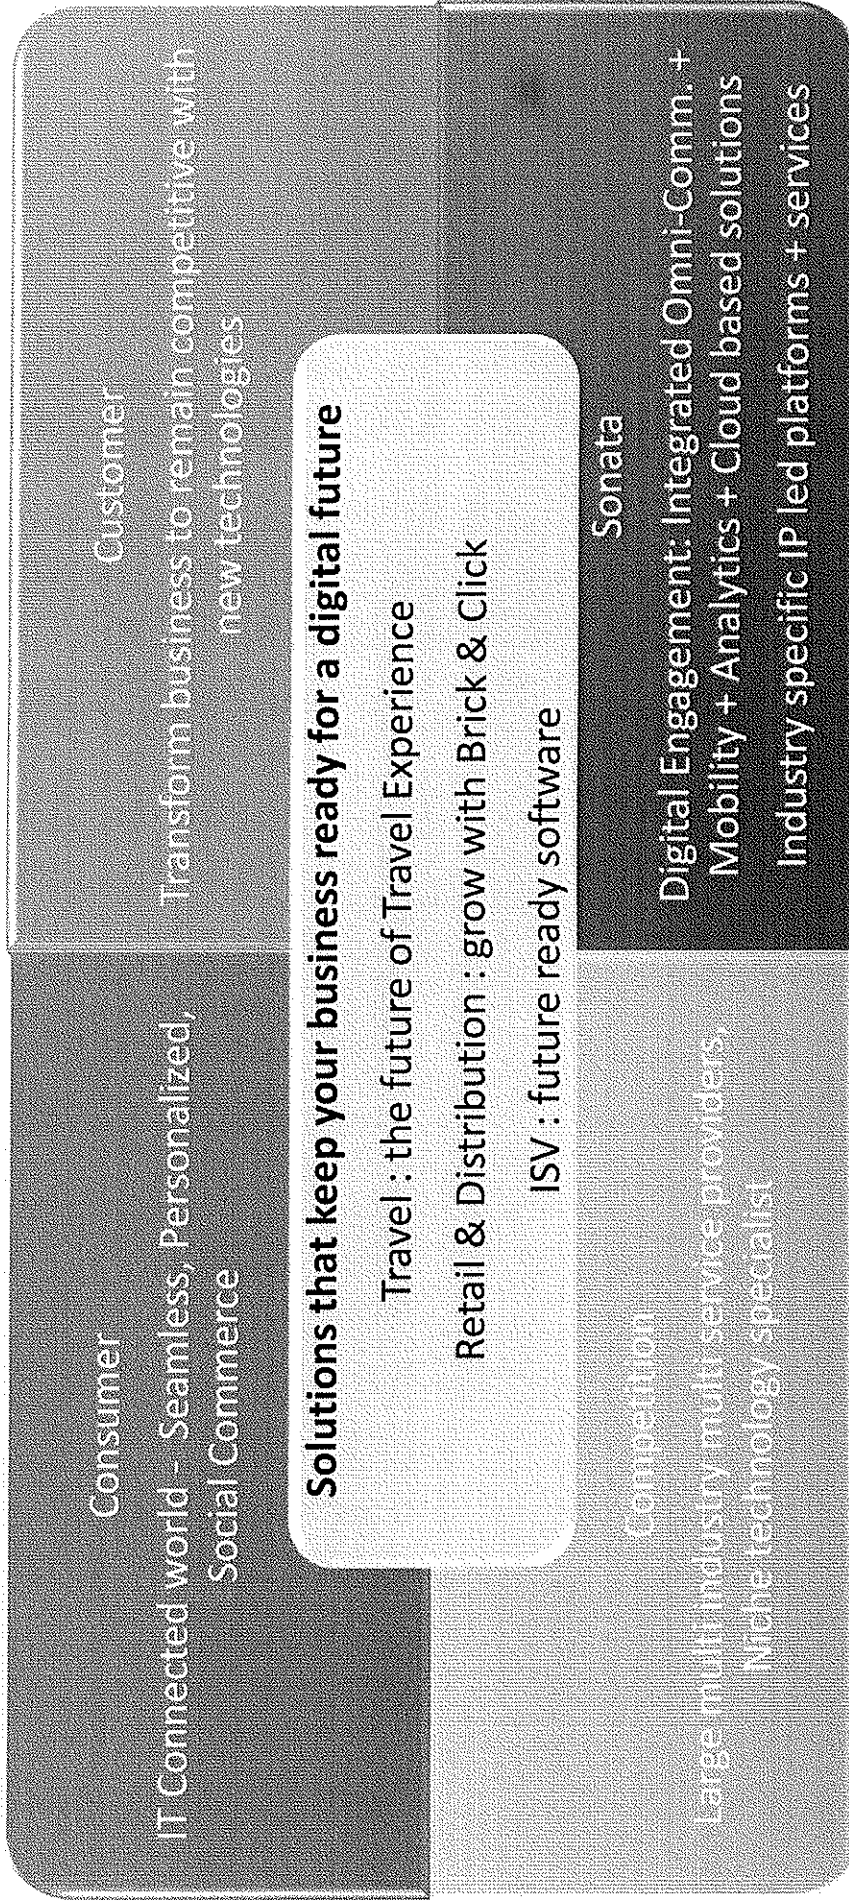 Consumer
IT Connected world - Seamless, Personalized,
Social Commerce
Customer
Transform business to remain competitive with
new technologies
Solutions that keep your business ready for a digital future
Travel : the future of Travel Experience
Retail & Distribution : grow with Brick & Click
ISV : future ready software
Competition
Large multi industry multi service providers,
Niche technology specialist
Sonata
Digital Engagement: Integrated Omni-Comm. +
Mobility + Analytics + Cloud based solutions
Industry specific IP led platforms + services